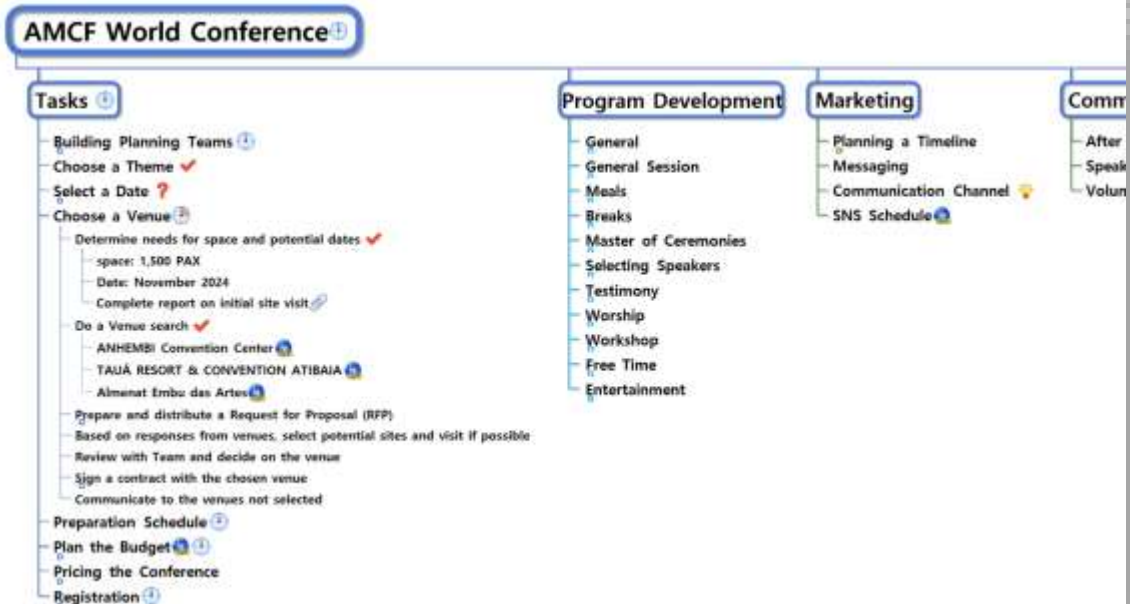 AMCF World Conference
Tasks
Building Planning Teams
Choose a Theme
Select a Date
Choose a Venue
Determine needs for space and potential dates
space: 1,500 PAX
Date: November 2024
Complete report on initial site visit
Do a Venue search
ANHEMBI Convention Center
TAUÁ RESORT & CONVENTION ATIBAIA
Almenat Embu das Artes
Prepare and distribute a Request for Proposal (RFP)
Based on responses from venues, select potential sites and visit if possible
Review with Team and decide on the venue
Sign a contract with the chosen venue
Communicate to the venues not selected
Preparation Schedule
Plan the Budget
Pricing the Conference
Registration
Program Development
General
General Session
Meals
Breaks
Master of Ceremonies
Selecting Speakers
Testimony
Worship
Workshop
Free Time
Entertainment
Marketing
Planning a Timeline
Messaging
Communication Channel
SNS Schedule
Comm
After
Speak
Volun